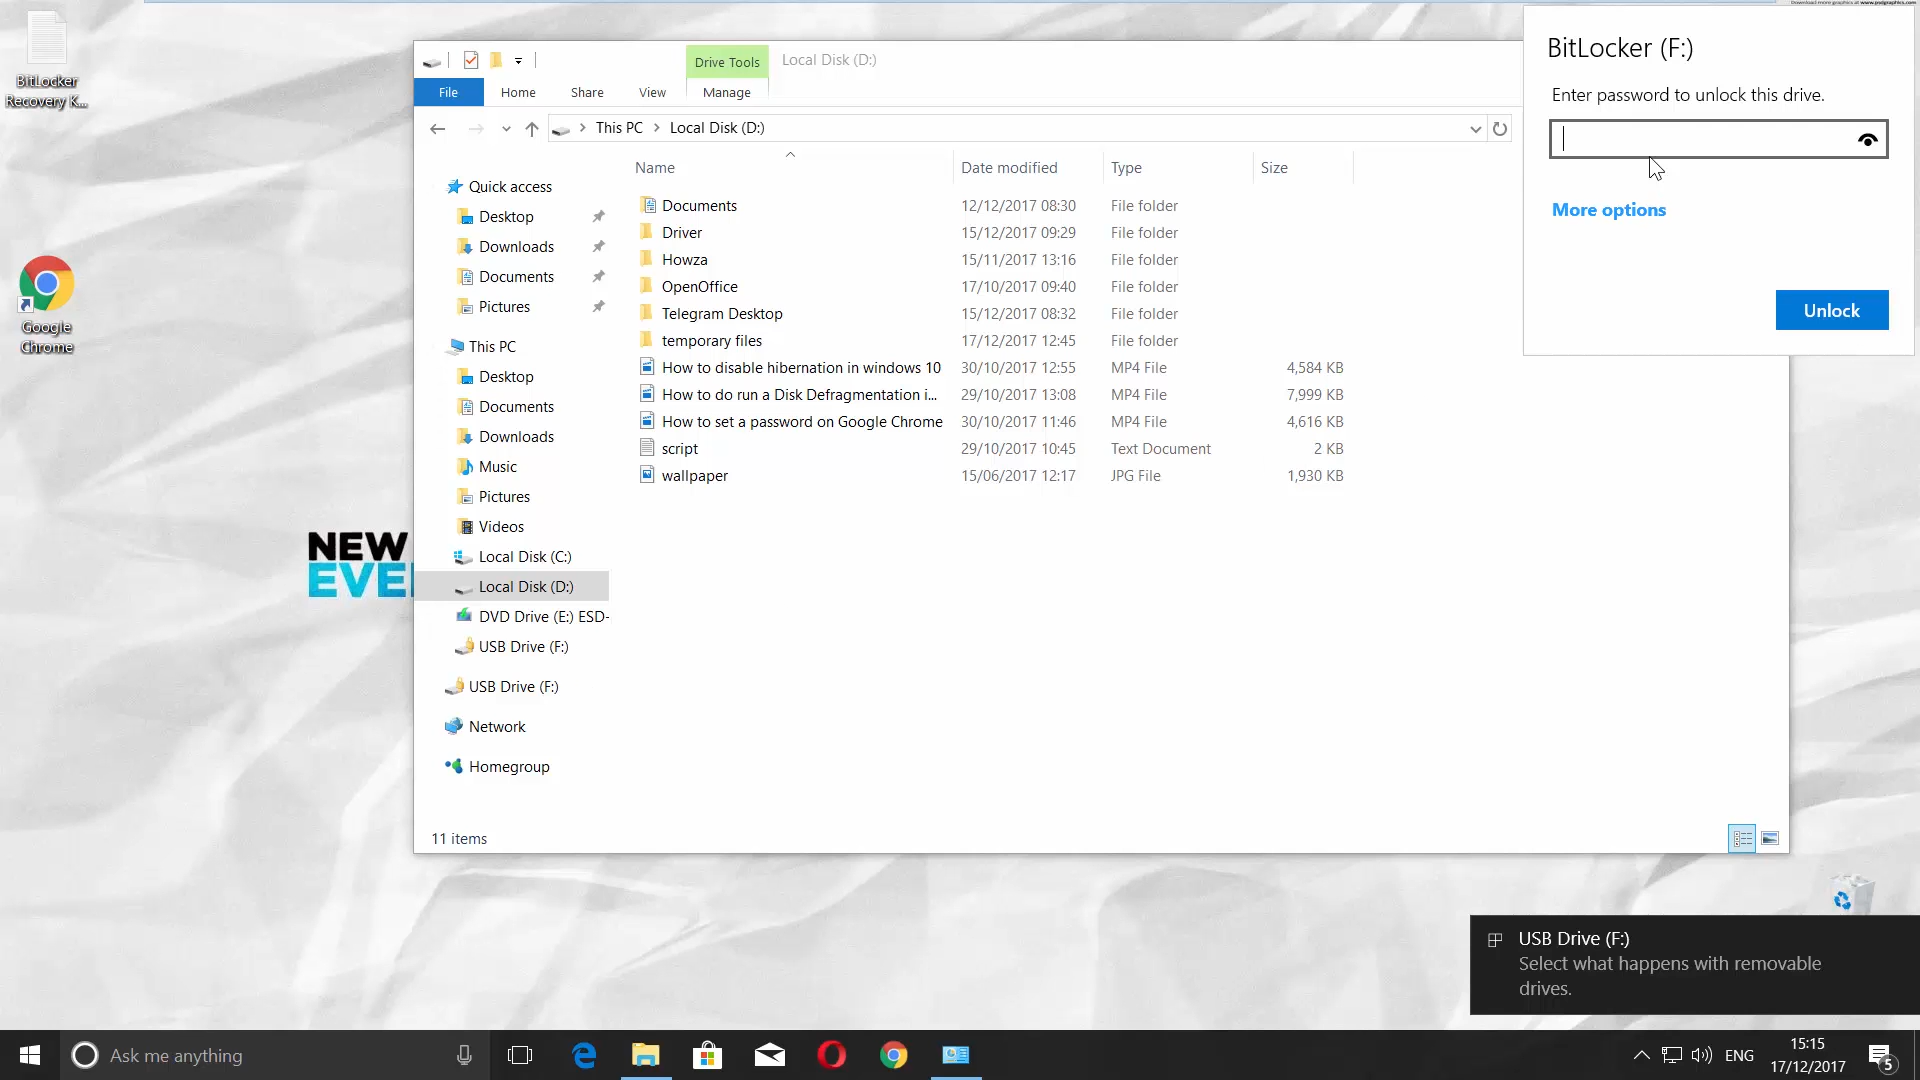 Download more graphics at www.psdgraphics.com
BitLocker
Recovery K...
Google
Chrome
NEW
EVE
Drive Tools
Local Disk (D:)
File
Home
Share
View
Manage
This PC
Local Disk (D:)
Quick access
Desktop
Downloads
Documents
Pictures
This PC
Desktop
Documents
Downloads
Music
Pictures
Videos
Local Disk (C:)
Local Disk (D:)
DVD Drive (E:) ESD-
USB Drive (F:)
USB Drive (F:)
Network
Homegroup
Name Date modified Type Size
Documents 12/12/2017 08:30 File folder
Driver 15/12/2017 09:29 File folder
Howza 15/11/2017 13:16 File folder
OpenOffice 17/10/2017 09:40 File folder
Telegram Desktop 15/12/2017 08:32 File folder
temporary files 17/12/2017 12:45 File folder
How to disable hibernation in windows 10 30/10/2017 12:55 MP4 File 4,584 KB
How to do run a Disk Defragmentation i... 29/10/2017 13:08 MP4 File 7,999 KB
How to set a password on Google Chrome 30/10/2017 11:46 MP4 File 4,616 KB
script 29/10/2017 10:45 Text Document 2 KB
wallpaper 15/06/2017 12:17 JPG File 1,930 KB
11 items
BitLocker (F:)
Enter password to unlock this drive.
More options
Unlock
USB Drive (F:)
Select what happens with removable
drives.
Ask me anything
ENG
15:15
17/12/2017
5